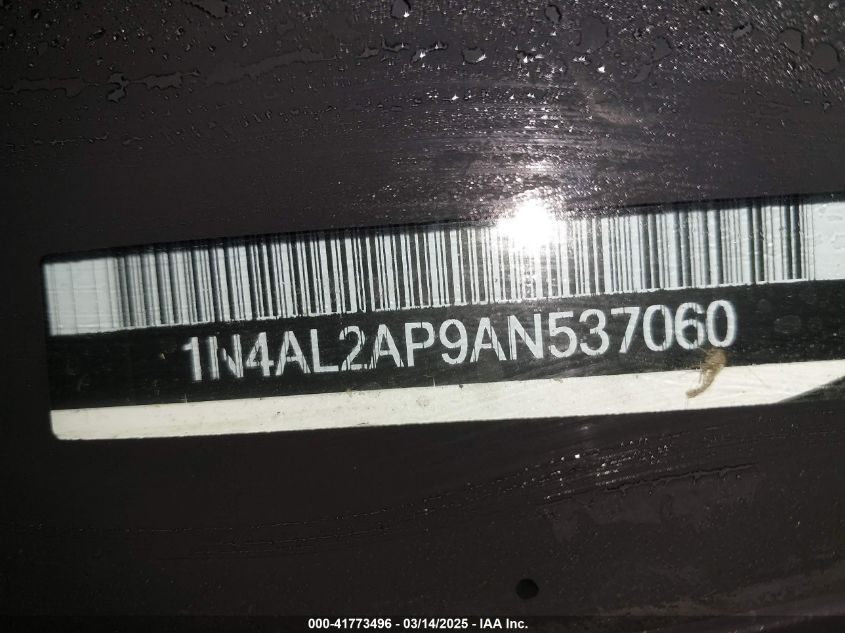 1N4AL2AP9AN537060
000-41773496 — 03/14/2025 — IAA Inc.